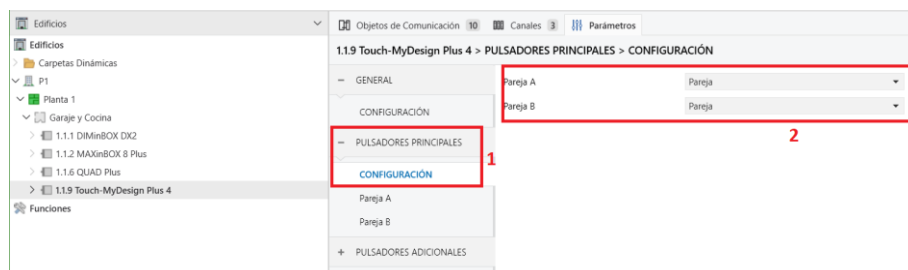 Edificios
Edificios
Carpetas Dinámicas
P1
Planta 1
Garaje y Cocina
1.1.1 DIMinBOX DX2
1.1.2 MAXinBOX 8 Plus
1.1.6 QUAD Plus
1.1.9 Touch-MyDesign Plus 4
Funciones
Objetos de Comunicación 10 Canales 3 Parámetros
1.1.9 Touch-MyDesign Plus 4 > PULSADORES PRINCIPALES > CONFIGURACIÓN
– GENERAL
CONFIGURACIÓN
– PULSADORES PRINCIPALES
1
CONFIGURACIÓN
Pareja A
Pareja B
+ PULSADORES ADICIONALES
Pareja A Pareja
Pareja B Pareja
2